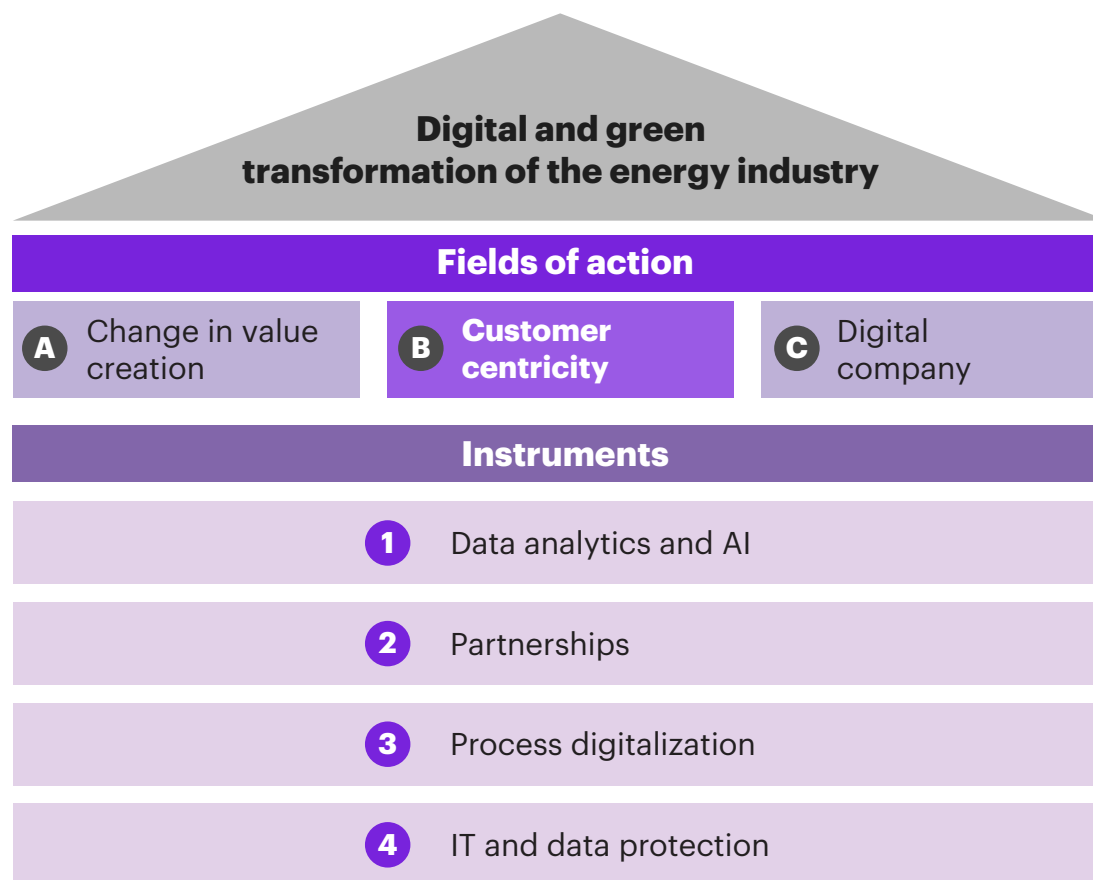 Digital and green
transformation of the energy industry
Fields of action
A
Change in value
creation
B
Customer
centricity
C
Digital
company
Instruments
1 Data analytics and AI
2 Partnerships
3 Process digitalization
4 IT and data protection